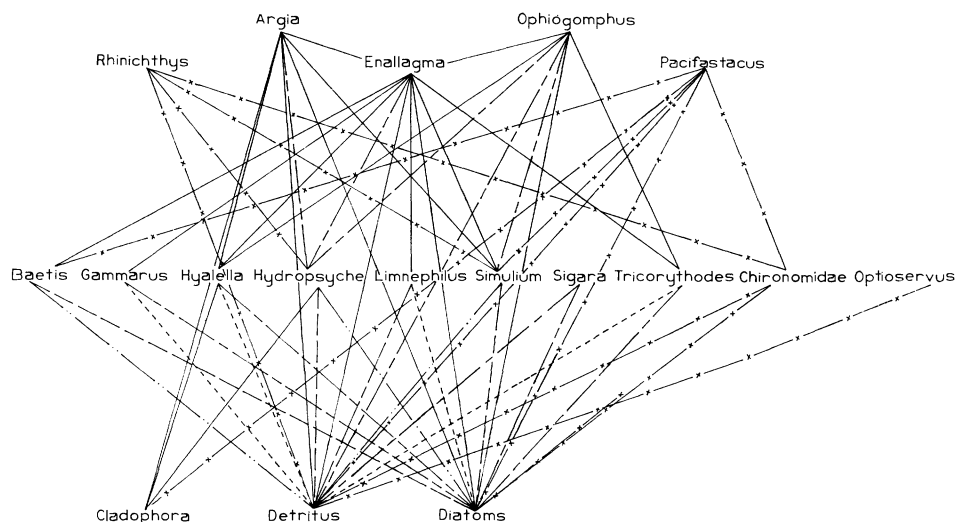 Argia
Ophiogomphus
Rhinichthys
Enallagma
Pacifastacus
Baetis Gammarus Hyalella Hydropsyche Limnephilus Simulium Sigara Tricorythodes Chironomidae Optioservus
Cladophora
Detritus
Diatoms